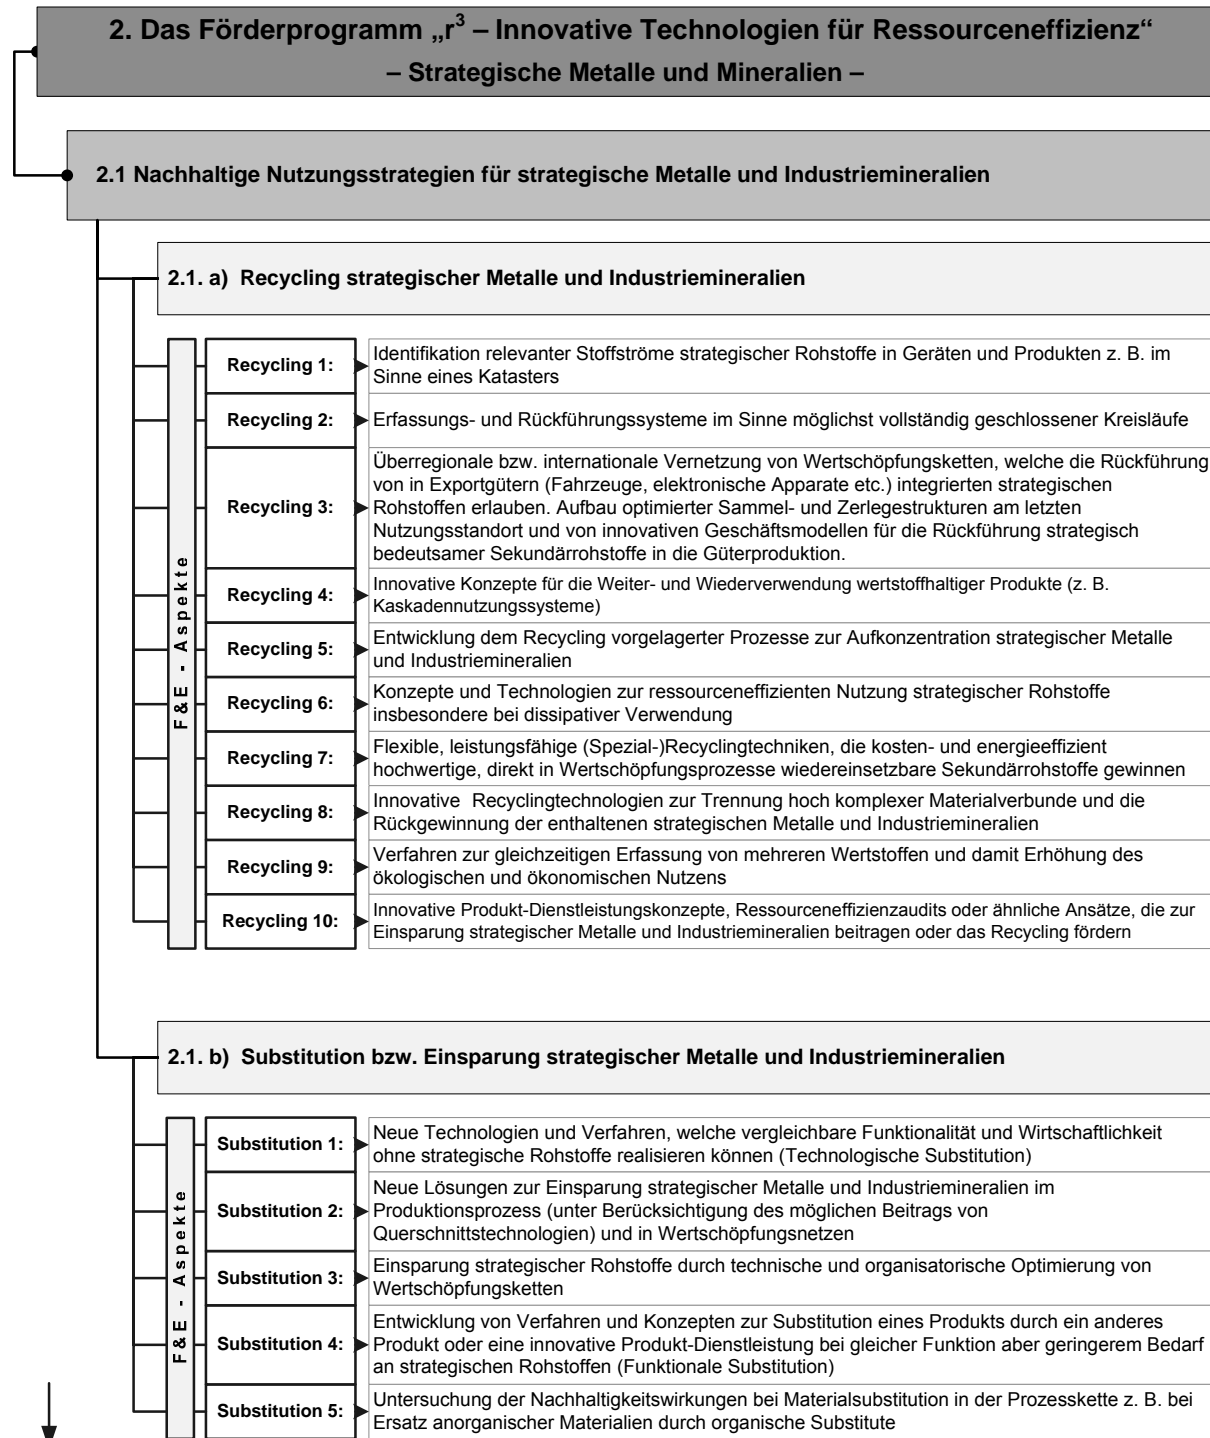 2. Das Förderprogramm „r³ – Innovative Technologien für Ressourceneffizienz“
– Strategische Metalle und Mineralien –
2.1 Nachhaltige Nutzungsstrategien für strategische Metalle und Industriemineralien
2.1. a) Recycling strategischer Metalle und Industriemineralien
F & E - Aspekte
Recycling 1:
Identifikation relevanter Stoffströme strategischer Rohstoffe in Geräten und Produkten z. B. im
Sinne eines Katasters
Recycling 2:
Erfassungs- und Rückführungssysteme im Sinne möglichst vollständig geschlossener Kreisläufe
Recycling 3:
Überregionale bzw. internationale Vernetzung von Wertschöpfungsketten, welche die Rückführung
von in Exportgütern (Fahrzeuge, elektronische Apparate etc.) integrierten strategischen
Rohstoffen erlauben. Aufbau optimierter Sammel- und Zerlegestrukturen am letzten
Nutzungsstandort und von innovativen Geschäftsmodellen für die Rückführung strategisch
bedeutsamer Sekundärrohstoffe in die Güterproduktion.
Recycling 4:
Innovative Konzepte für die Weiter- und Wiederverwendung wertstoffhaltiger Produkte (z. B.
Kaskadennutzungssysteme)
Recycling 5:
Entwicklung dem Recycling vorgelagerter Prozesse zur Aufkonzentration strategischer Metalle
und Industriemineralien
Recycling 6:
Konzepte und Technologien zur ressourceneffizienten Nutzung strategischer Rohstoffe
insbesondere bei dissipativer Verwendung
Recycling 7:
Flexible, leistungsfähige (Spezial-)Recyclingtechniken, die kosten- und energieeffizient
hochwertige, direkt in Wertschöpfungsprozesse wiedereinsetzbare Sekundärrohstoffe gewinnen
Recycling 8:
Innovative Recyclingtechnologien zur Trennung hoch komplexer Materialverbunde und die
Rückgewinnung der enthaltenen strategischen Metalle und Industriemineralien
Recycling 9:
Verfahren zur gleichzeitigen Erfassung von mehreren Wertstoffen und damit Erhöhung des
ökologischen und ökonomischen Nutzens
Recycling 10:
Innovative Produkt-Dienstleistungskonzepte, Ressourceneffizienzaudits oder ähnliche Ansätze, die zur
Einsparung strategischer Metalle und Industriemineralien beitragen oder das Recycling fördern
2.1. b) Substitution bzw. Einsparung strategischer Metalle und Industriemineralien
F & E - Aspekte
Substitution 1:
Neue Technologien und Verfahren, welche vergleichbare Funktionalität und Wirtschaftlichkeit
ohne strategische Rohstoffe realisieren können (Technologische Substitution)
Substitution 2:
Neue Lösungen zur Einsparung strategischer Metalle und Industriemineralien im
Produktionsprozess (unter Berücksichtigung des möglichen Beitrags von
Querschnittstechnologien) und in Wertschöpfungsnetzen
Substitution 3:
Einsparung strategischer Rohstoffe durch technische und organisatorische Optimierung von
Wertschöpfungsketten
Substitution 4:
Entwicklung von Verfahren und Konzepten zur Substitution eines Produkts durch ein anderes
Produkt oder eine innovative Produkt-Dienstleistung bei gleicher Funktion aber geringerem Bedarf
an strategischen Rohstoffen (Funktionale Substitution)
Substitution 5:
Untersuchung der Nachhaltigkeitswirkungen bei Materialsubstitution in der Prozesskette z. B. bei
Ersatz anorganischer Materialien durch organische Substitute